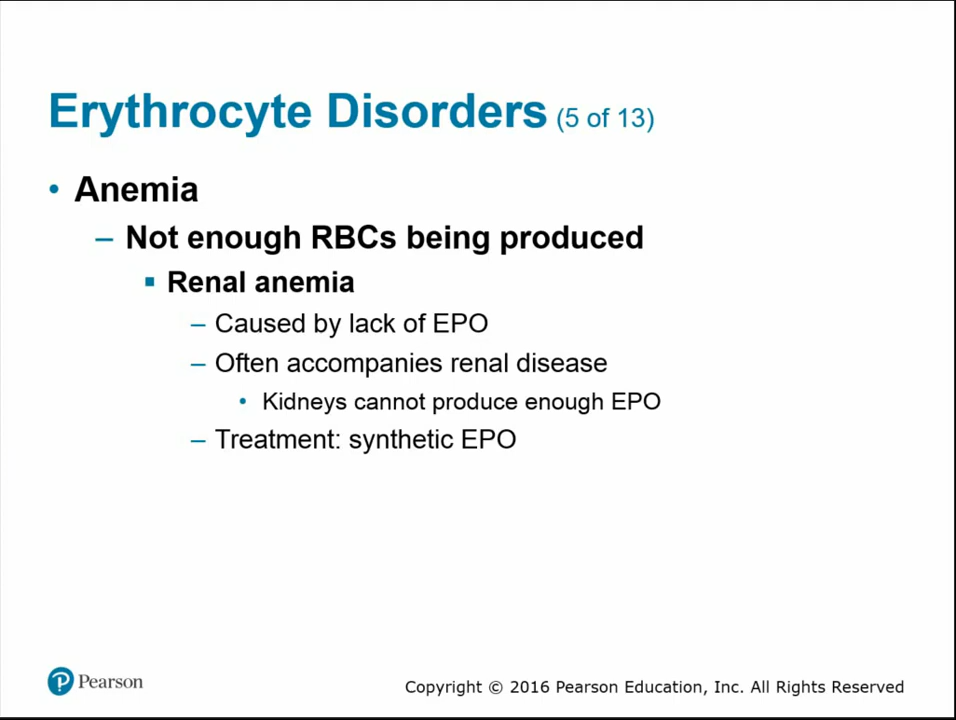 Erythrocyte Disorders (5 of 13)
• Anemia
– Not enough RBCs being produced
▪ Renal anemia
– Caused by lack of EPO
– Often accompanies renal disease
• Kidneys cannot produce enough EPO
– Treatment: synthetic EPO
Pearson
Copyright © 2016 Pearson Education, Inc. All Rights Reserved